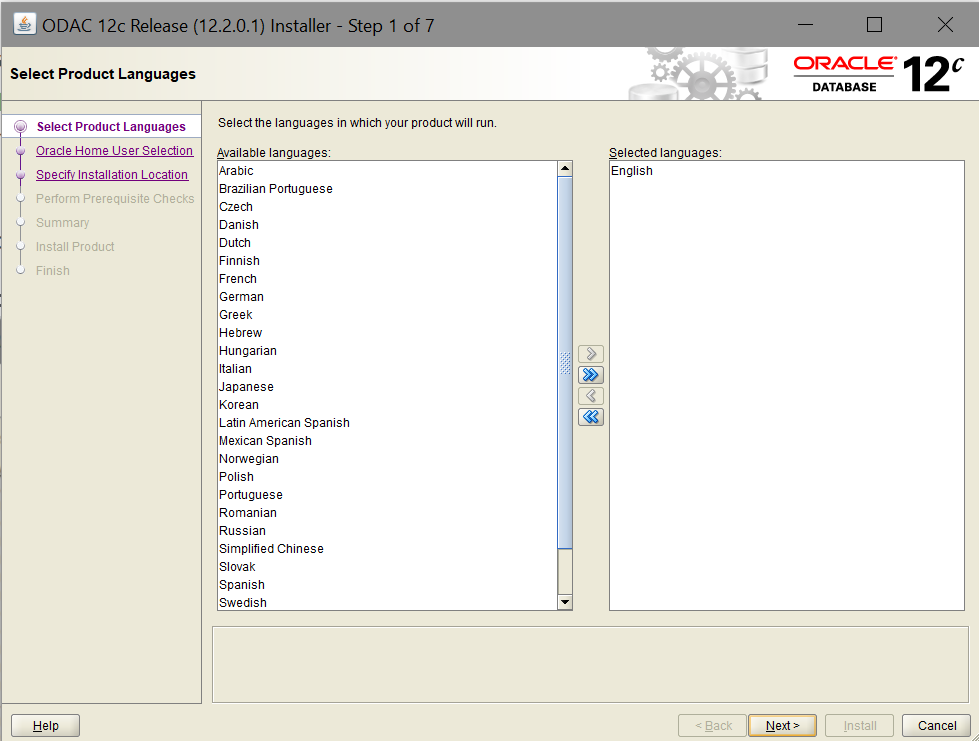 ODAC 12c Release (12.2.0.1) Installer - Step 1 of 7
Select Product Languages
ORACLE
DATABASE
12c
Select Product Languages
Oracle Home User Selection
Specify Installation Location
Perform Prerequisite Checks
Summary
Install Product
Finish
Select the languages in which your product will run.
Available languages:
Arabic
Brazilian Portuguese
Czech
Danish
Dutch
Finnish
French
German
Greek
Hebrew
Hungarian
Italian
Japanese
Korean
Latin American Spanish
Mexican Spanish
Norwegian
Polish
Portuguese
Romanian
Russian
Simplified Chinese
Slovak
Spanish
Swedish
Selected languages:
English
Help
< Back
Next >
Install
Cancel